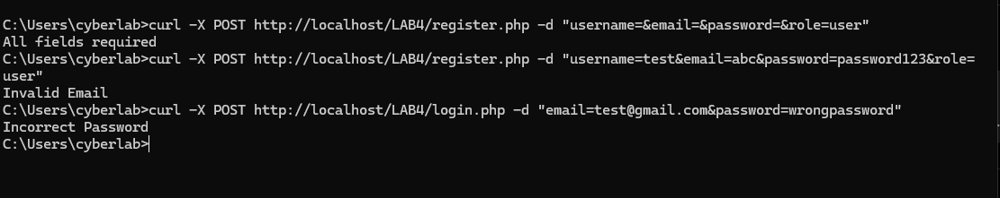 C:\Users\cyberlab>curl -X POST http://localhost/LAB4/register.php -d "username=&email=&password=&role=user"
All fields required
C:\Users\cyberlab>curl -X POST http://localhost/LAB4/register.php -d "username=test&email=abc&password=password123&role=
user"
Invalid Email
C:\Users\cyberlab>curl -X POST http://localhost/LAB4/login.php -d "email=test@gmail.com&password=wrongpassword"
Incorrect Password
C:\Users\cyberlab>